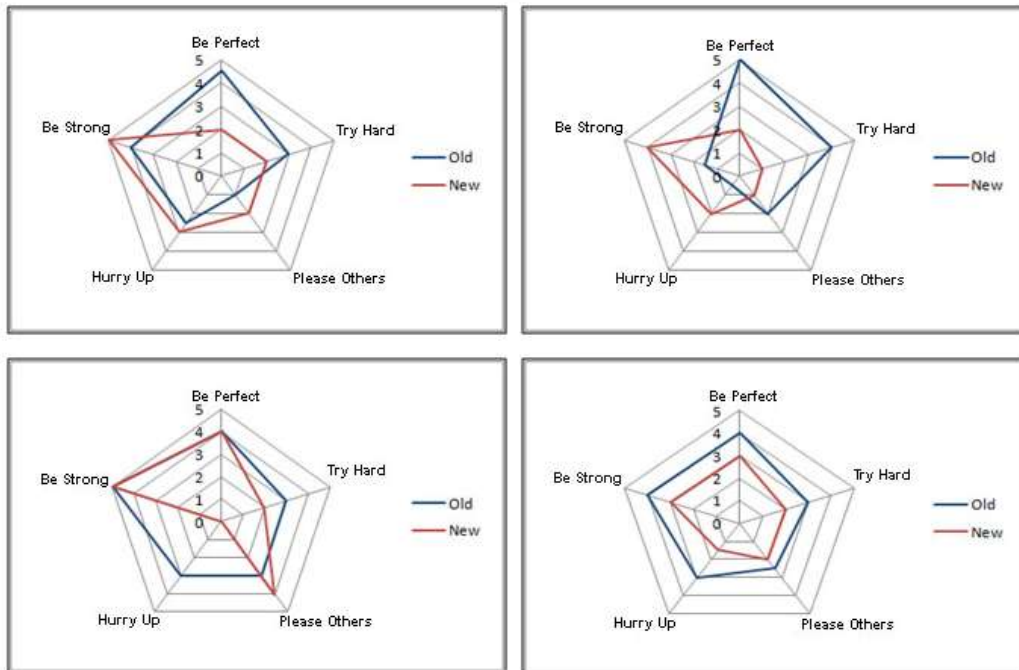 Be Perfect
5
4
3
2
1
0
Try Hard
Please Others
Hurry Up
Be Strong
Old
New
Be Perfect
5
4
3
2
1
0
Try Hard
Please Others
Hurry Up
Be Strong
Old
New
Be Perfect
5
4
3
2
1
0
Try Hard
Please Others
Hurry Up
Be Strong
Old
New
Be Perfect
5
4
3
2
1
0
Try Hard
Please Others
Hurry Up
Be Strong
Old
New